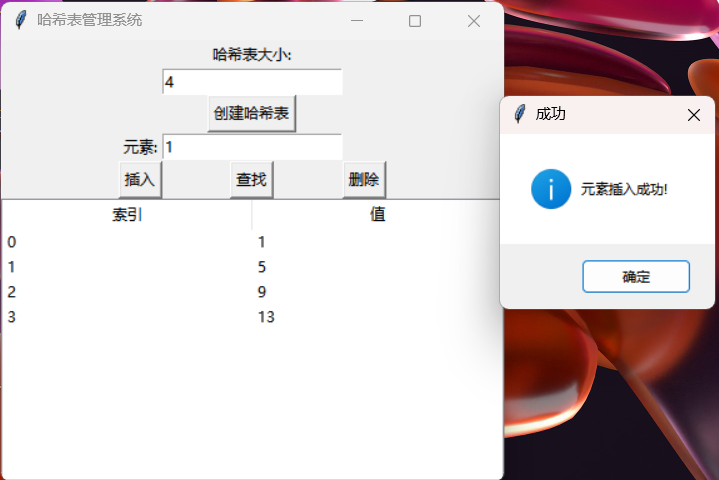 哈希表管理系统
哈希表大小:
4
创建哈希表
元素: 1
插入 查找 删除
索引 值
0 1
1 5
2 9
3 13
成功
元素插入成功!
确定